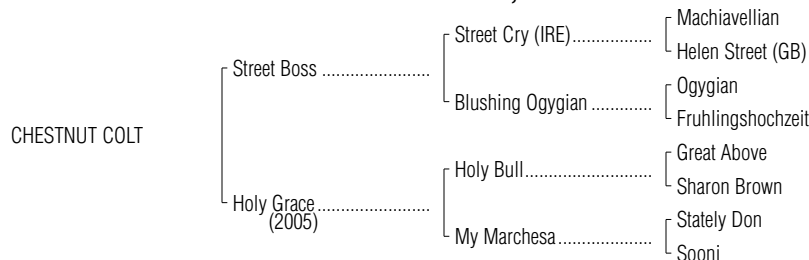 Machiavellian
Street Cry (IRE)
Helen Street (GB)
Street Boss
Ogygian
Blushing Ogygian
Fruhlingshochzeit
CHESTNUT COLT
Great Above
Holy Bull
Sharon Brown
Holy Grace
(2005)
Stately Don
My Marchesa
Sooni